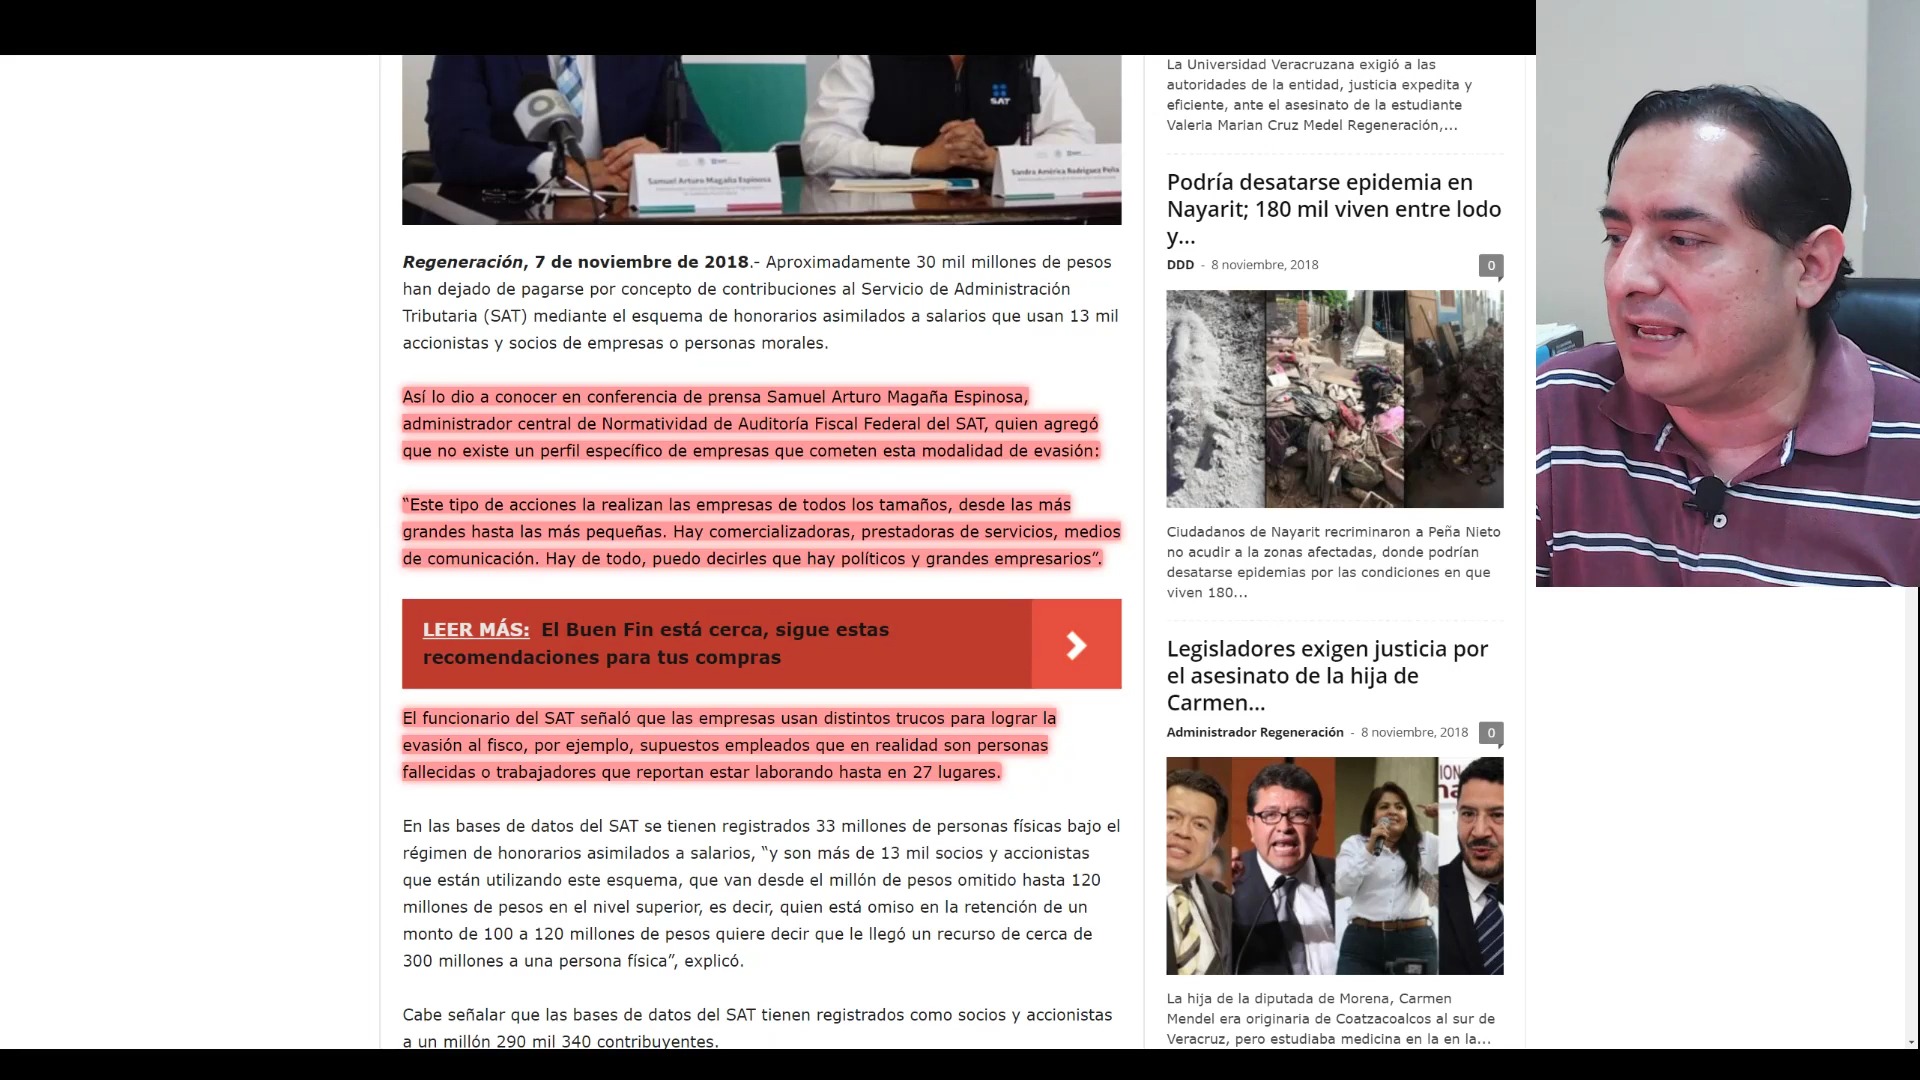 SAT
Samuel Arturo Magaña Espinosa
Sandra América Rodríguez Peña
Regeneración, 7 de noviembre de 2018.- Aproximadamente 30 mil millones de pesos
han dejado de pagarse por concepto de contribuciones al Servicio de Administración
Tributaria (SAT) mediante el esquema de honorarios asimilados a salarios que usan 13 mil
accionistas y socios de empresas o personas morales.
Así lo dio a conocer en conferencia de prensa Samuel Arturo Magaña Espinosa,
administrador central de Normatividad de Auditoría Fiscal Federal del SAT, quien agregó
que no existe un perfil específico de empresas que cometen esta modalidad de evasión:
“Este tipo de acciones la realizan las empresas de todos los tamaños, desde las más
grandes hasta las más pequeñas. Hay comercializadoras, prestadoras de servicios, medios
de comunicación. Hay de todo, puedo decirles que hay políticos y grandes empresarios”.
LEER MÁS: El Buen Fin está cerca, sigue estas
recomendaciones para tus compras
El funcionario del SAT señaló que las empresas usan distintos trucos para lograr la
evasión al fisco, por ejemplo, supuestos empleados que en realidad son personas
fallecidas o trabajadores que reportan estar laborando hasta en 27 lugares.
En las bases de datos del SAT se tienen registrados 33 millones de personas físicas bajo el
régimen de honorarios asimilados a salarios, “y son más de 13 mil socios y accionistas
que están utilizando este esquema, que van desde el millón de pesos omitido hasta 120
millones de pesos en el nivel superior, es decir, quien está omiso en la retención de un
monto de 100 a 120 millones de pesos quiere decir que le llegó un recurso de cerca de
300 millones a una persona física”, explicó.
Cabe señalar que las bases de datos del SAT tienen registrados como socios y accionistas
a un millón 290 mil 340 contribuyentes.
La Universidad Veracruzana exigió a las
autoridades de la entidad, justicia expedita y
eficiente, ante el asesinato de la estudiante
Valeria Marian Cruz Medel Regeneración,...
Podría desatarse epidemia en
Nayarit; 180 mil viven entre lodo
y...
DDD - 8 noviembre, 2018
0
Ciudadanos de Nayarit recriminaron a Peña Nieto
no acudir a la zonas afectadas, donde podrían
desatarse epidemias por las condiciones en que
viven 180...
Legisladores exigen justicia por
el asesinato de la hija de
Carmen...
Administrador Regeneración - 8 noviembre, 2018
0
La hija de la diputada de Morena, Carmen
Mendel era originaria de Coatzacoalcos al sur de
Veracruz, pero estudiaba medicina en la en la...